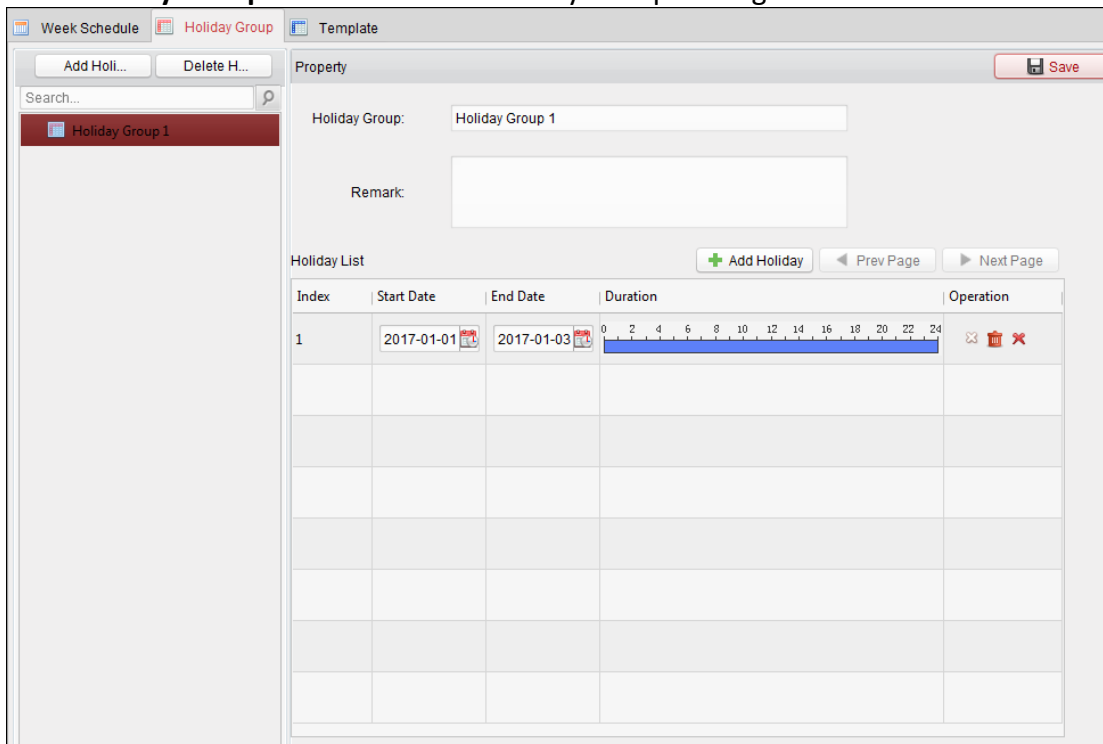 Week Schedule Holiday Group Template
Add Holi... Delete H... Property Save
Search...
Holiday Group 1
Holiday Group: Holiday Group 1
Remark:
Holiday List Add Holiday Prev Page Next Page
Index Start Date End Date Duration Operation
0 2 4 6 8 10 12 14 16 18 20 22 24
1 2017-01-01 2017-01-03